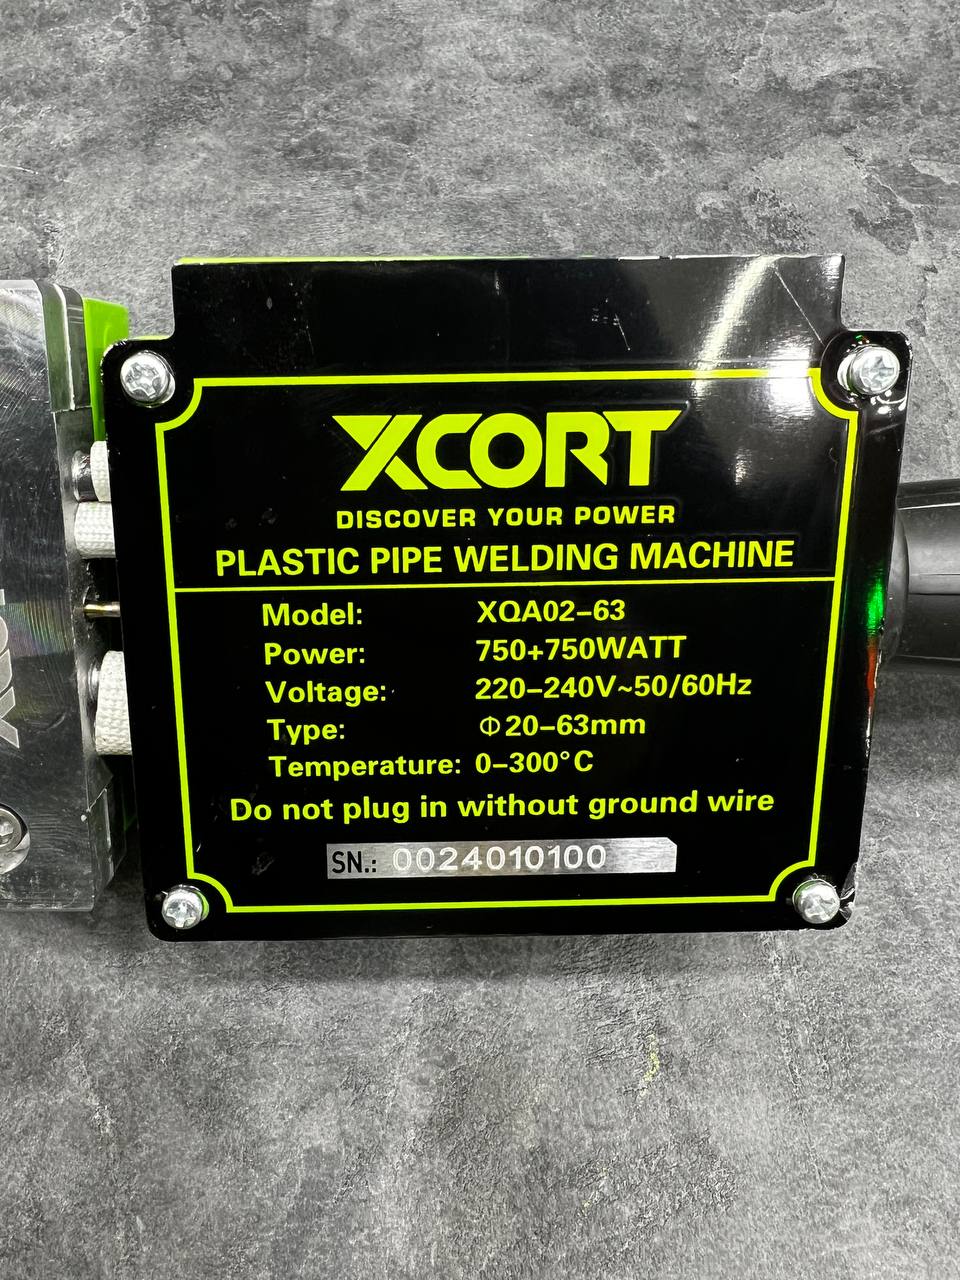 XCORT
DISCOVER YOUR POWER
PLASTIC PIPE WELDING MACHINE
Model: XQA02-63
Power: 750+750WATT
Voltage: 220-240V~50/60Hz
Type: Φ20-63mm
Temperature: 0-300°C
Do not plug in without ground wire
SN.: 0024010100